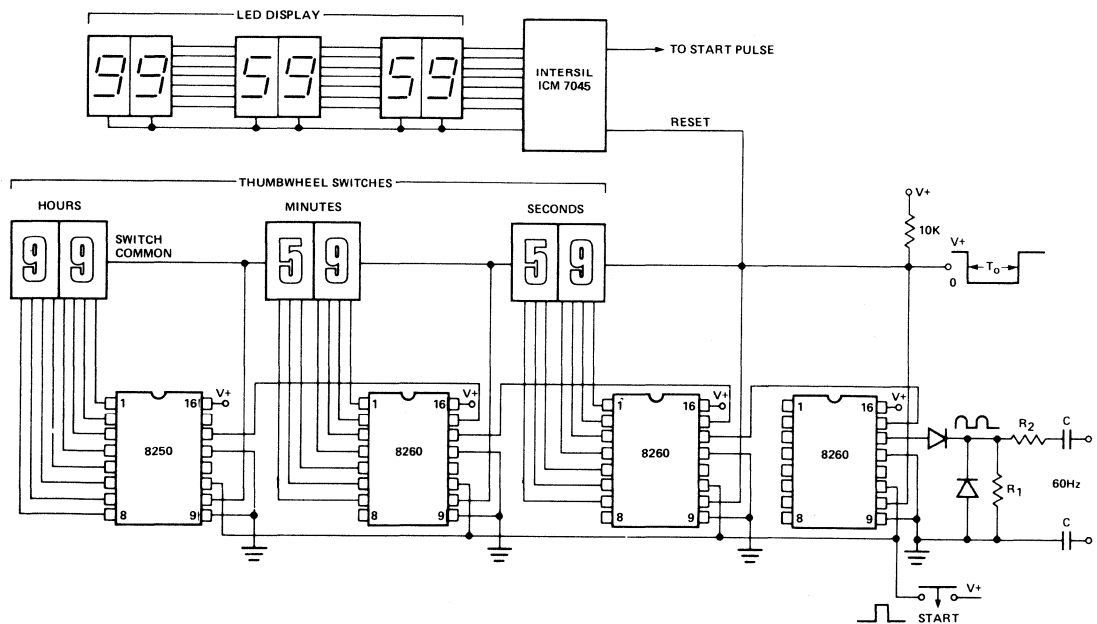 LED DISPLAY
99 59 59
INTERSIL
ICM 7045
TO START PULSE
RESET
THUMBWHEEL SWITCHES
HOURS
MINUTES
SECONDS
99
SWITCH
COMMON
59
59
V+
10K
V+
To
0
1 16 V+
8250
8 9
1 16 V+
8260
8 9
1 16 V+
8260
8 9
1 16 V+
8260
8 9
R2
C
R1
60Hz
C
V+
START